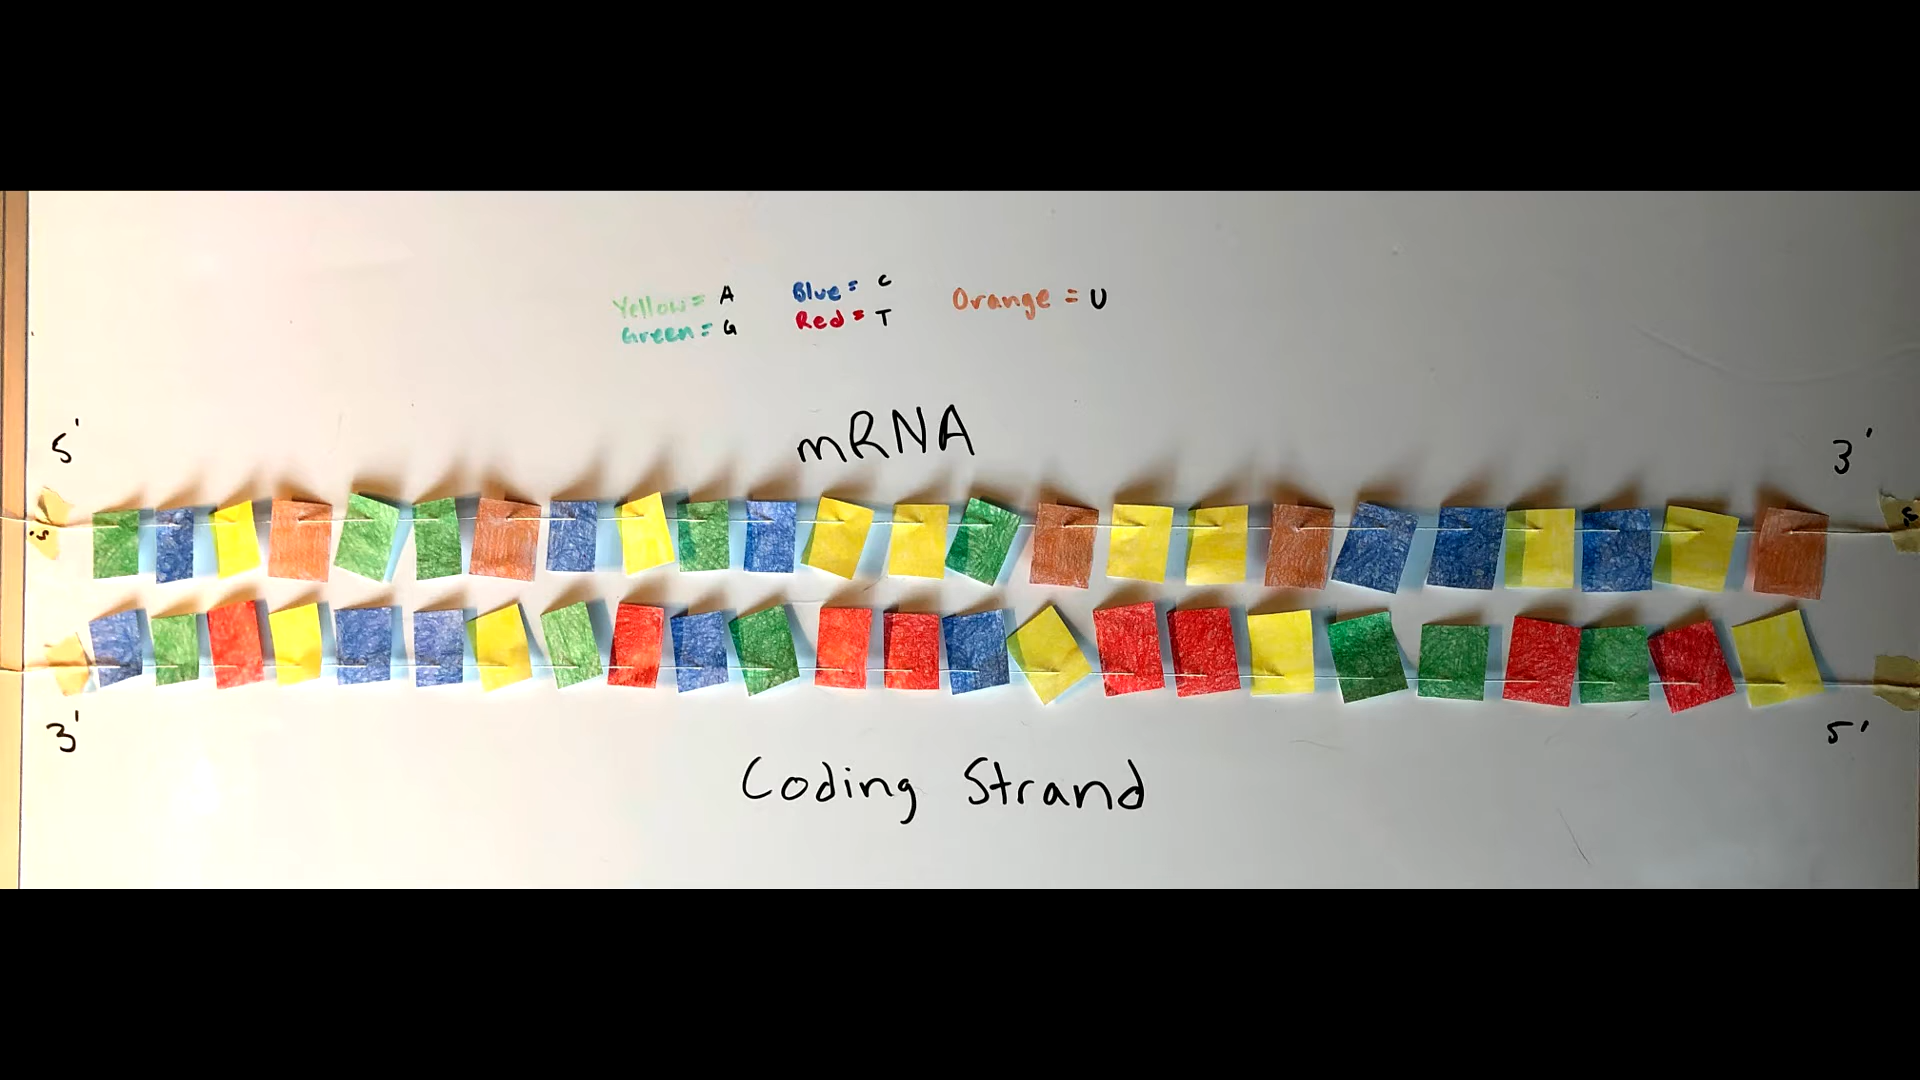 Yellow = A Blue = C Orange = U
Green = G Red = T
mRNA
5' 3'
3' 5'
Coding Strand